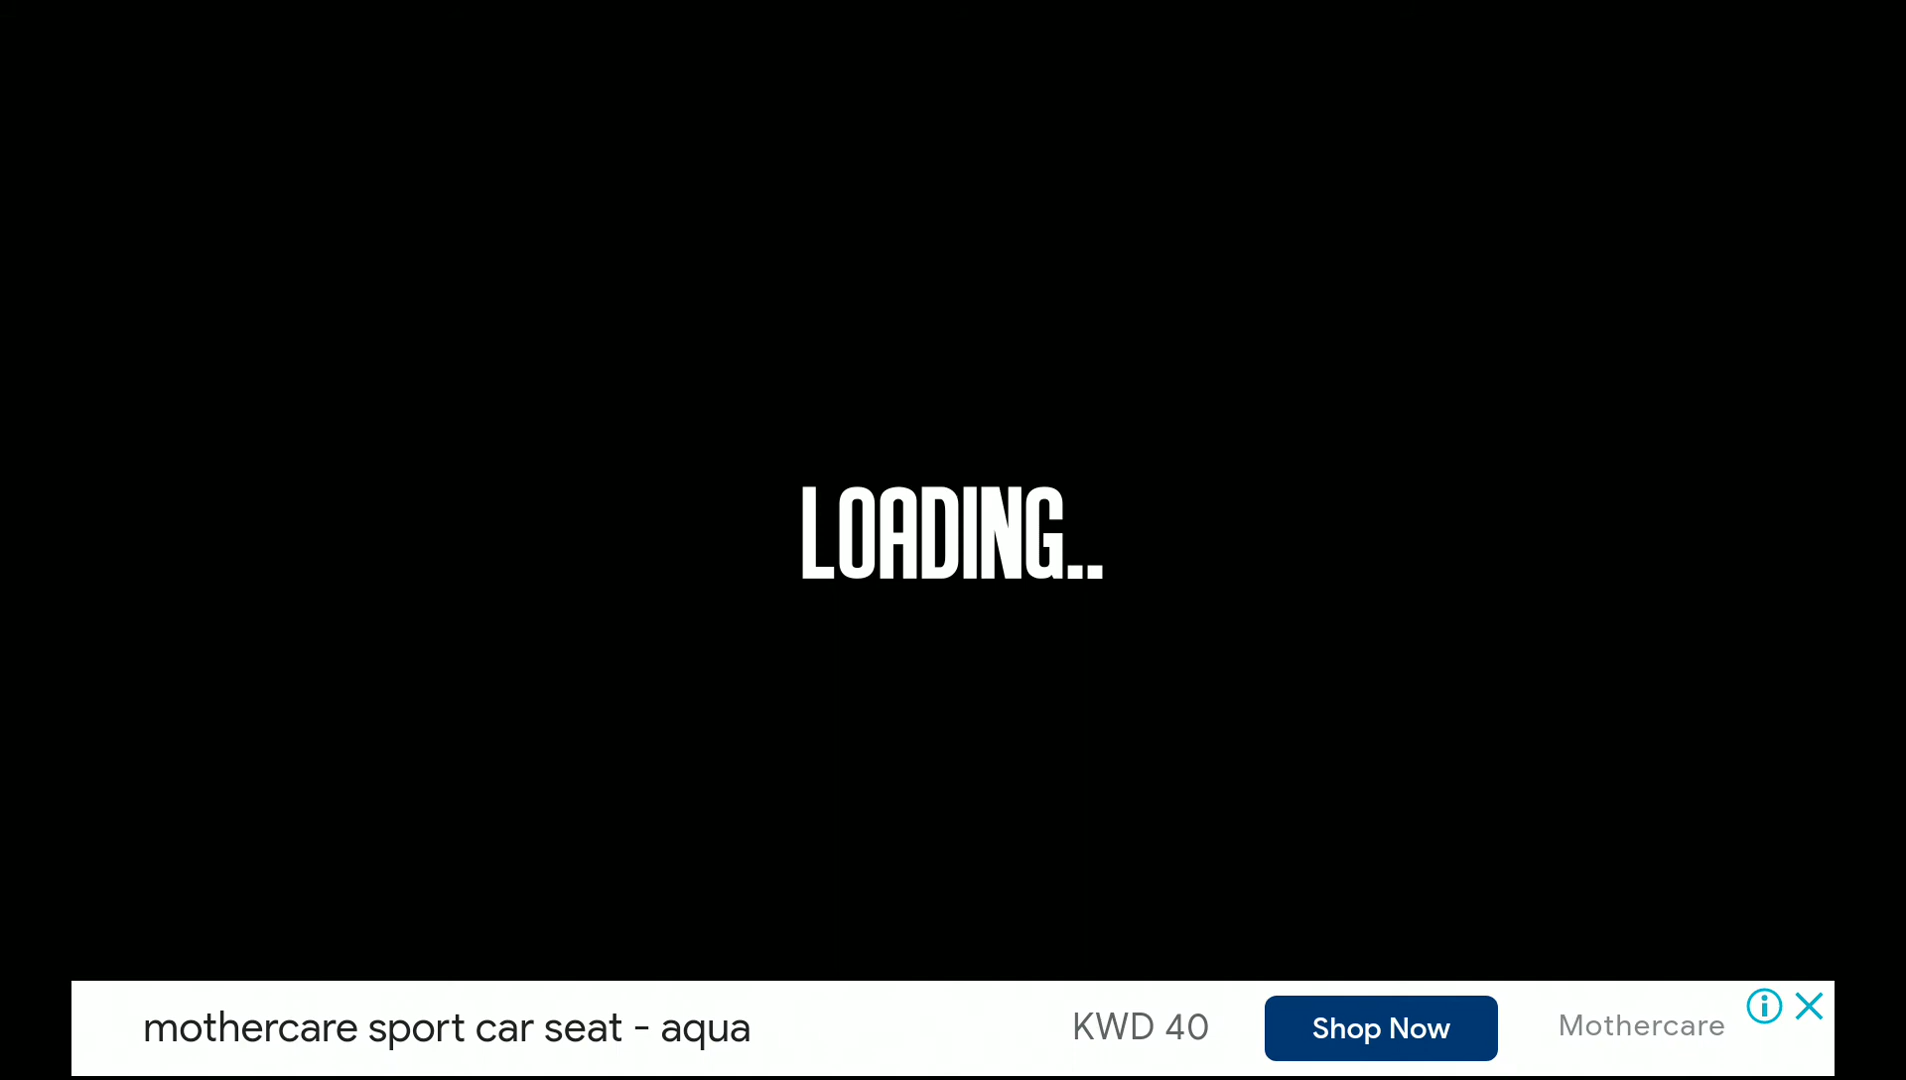 LOADING..
mothercare sport car seat - aqua
KWD 40
Shop Now
Mothercare